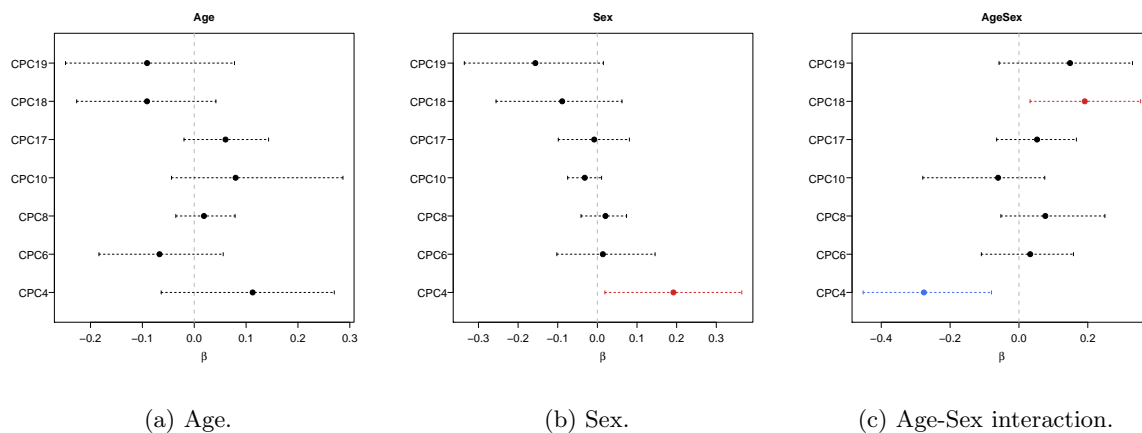 Age
CPC19
CPC18
CPC17
CPC10
CPC8
CPC6
CPC4
−0.2 −0.1 0.0 0.1 0.2 0.3
β
(a) Age.
Sex
CPC19
CPC18
CPC17
CPC10
CPC8
CPC6
CPC4
−0.3 −0.2 −0.1 0.0 0.1 0.2 0.3
β
(b) Sex.
AgeSex
CPC19
CPC18
CPC17
CPC10
CPC8
CPC6
CPC4
−0.4 −0.2 0.0 0.2
β
(c) Age-Sex interaction.